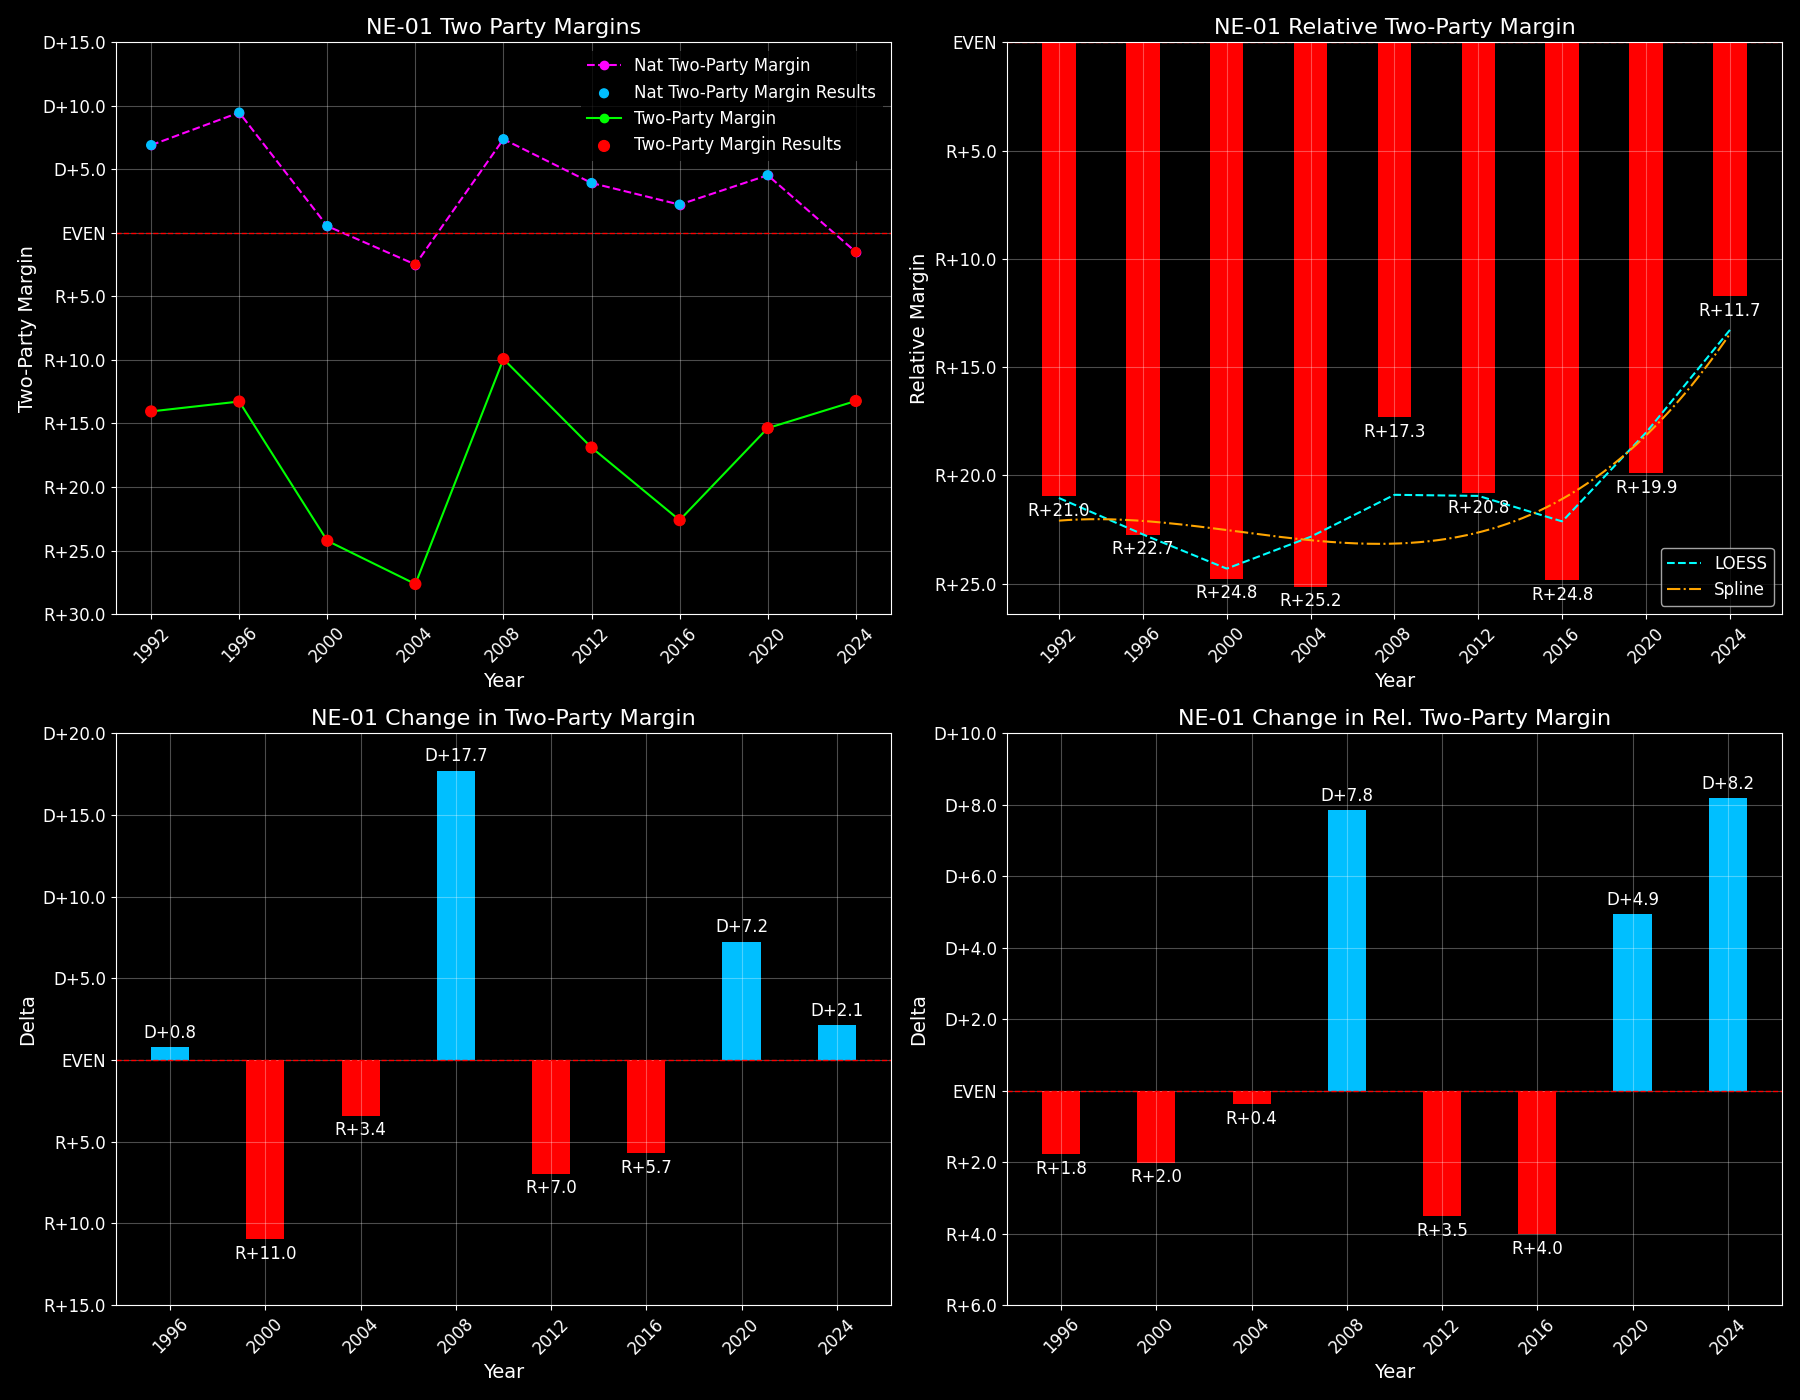 NE-01 Two Party Margins
D+15.0
D+10.0
D+5.0
EVEN
R+5.0
R+10.0
R+15.0
R+20.0
R+25.0
R+30.0
Two-Party Margin
Nat Two-Party Margin
Nat Two-Party Margin Results
Two-Party Margin
Two-Party Margin Results
1992
1996
2000
2004
2008
2012
2016
2020
2024
Year
NE-01 Relative Two-Party Margin
EVEN
R+5.0
R+10.0
R+15.0
R+20.0
R+25.0
Relative Margin
R+21.0
R+22.7
R+24.8
R+25.2
R+17.3
R+20.8
R+24.8
R+19.9
R+11.7
LOESS
Spline
1992
1996
2000
2004
2008
2012
2016
2020
2024
Year
NE-01 Change in Two-Party Margin
D+20.0
D+15.0
D+10.0
D+5.0
EVEN
R+5.0
R+10.0
R+15.0
Delta
D+0.8
R+11.0
R+3.4
D+17.7
R+7.0
R+5.7
D+7.2
D+2.1
1996
2000
2004
2008
2012
2016
2020
2024
Year
NE-01 Change in Rel. Two-Party Margin
D+10.0
D+8.0
D+6.0
D+4.0
D+2.0
EVEN
R+2.0
R+4.0
R+6.0
Delta
R+1.8
R+2.0
R+0.4
D+7.8
R+3.5
R+4.0
D+4.9
D+8.2
1996
2000
2004
2008
2012
2016
2020
2024
Year